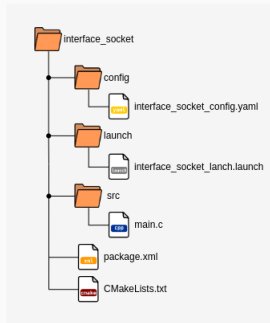 interface_socket
config
yaml
interface_socket_config.yaml
launch
launch
interface_socket_lanch.launch
src
cpp
main.c
xml
package.xml
cmake
CMakeLists.txt